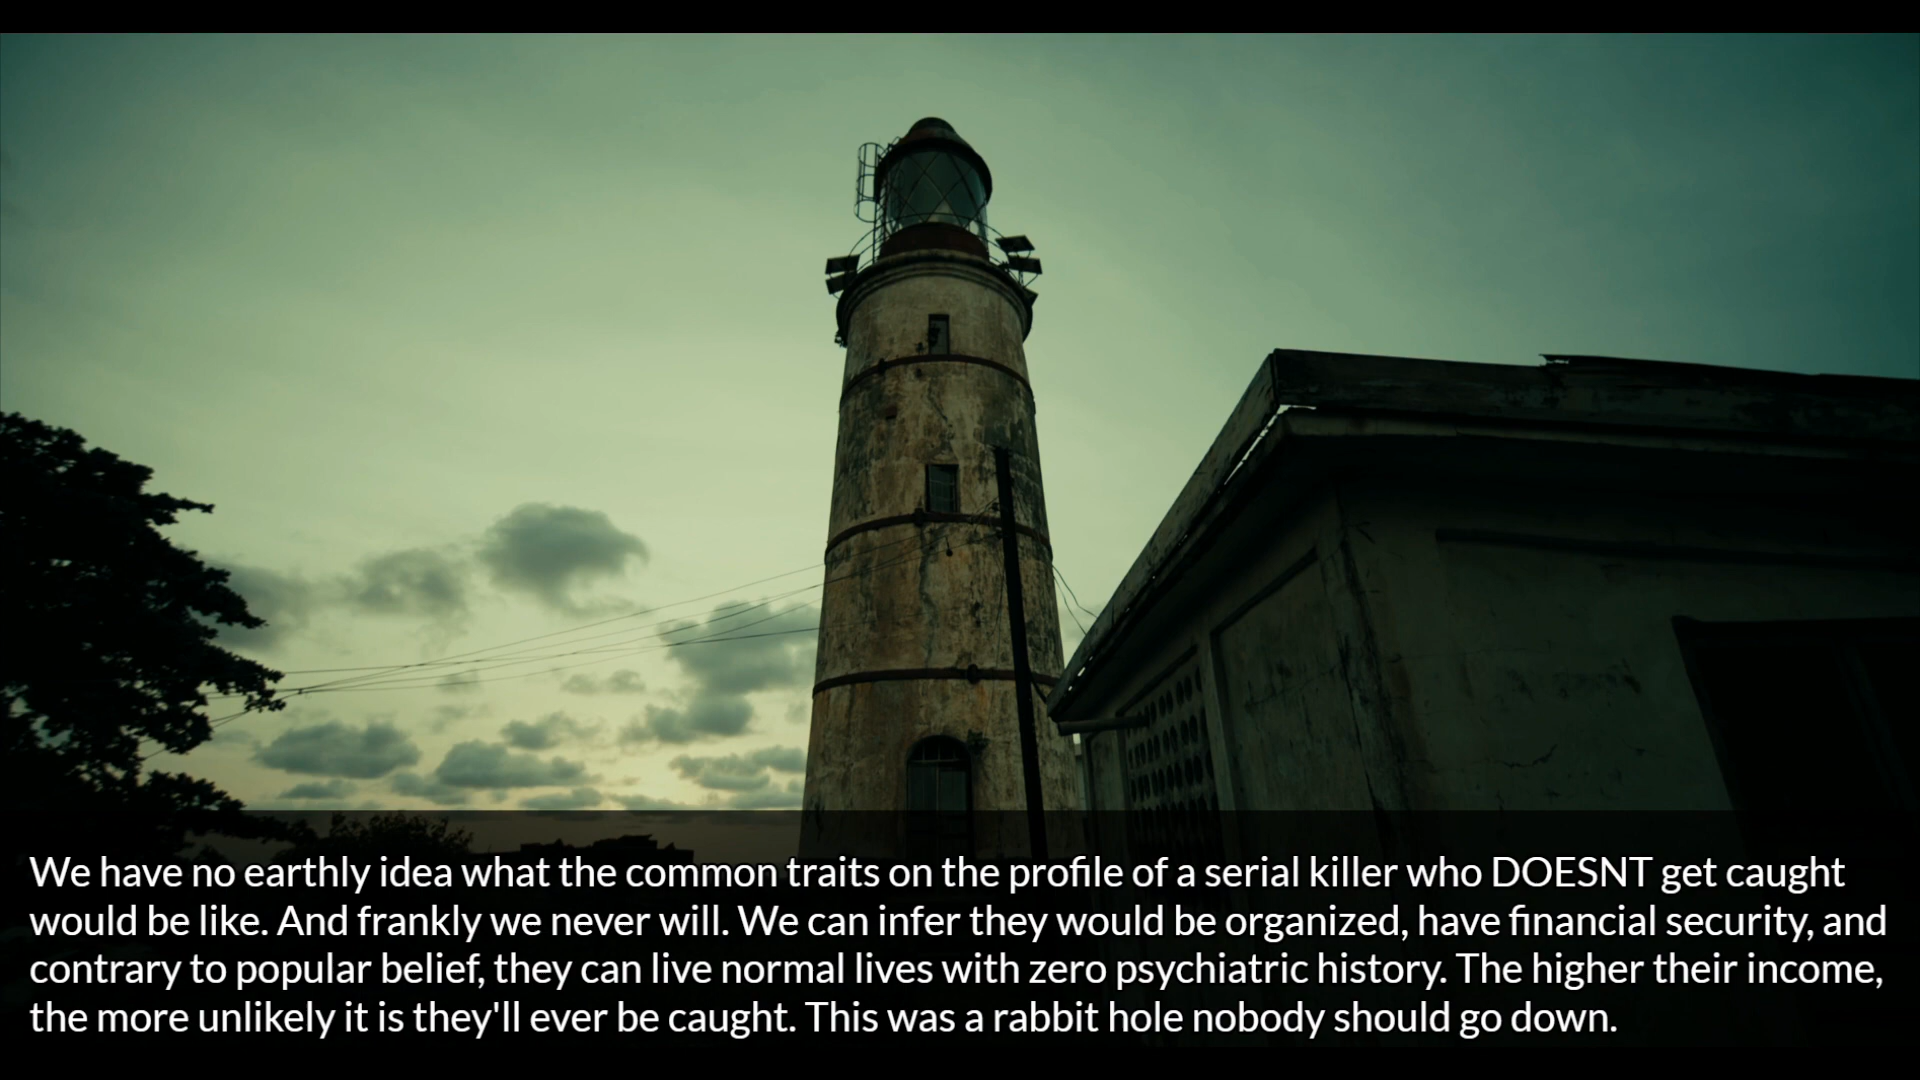 We have no earthly idea what the common traits on the profile of a serial killer who DOESNT get caught
would be like. And frankly we never will. We can infer they would be organized, have financial security, and
contrary to popular belief, they can live normal lives with zero psychiatric history. The higher their income,
the more unlikely it is they'll ever be caught. This was a rabbit hole nobody should go down.